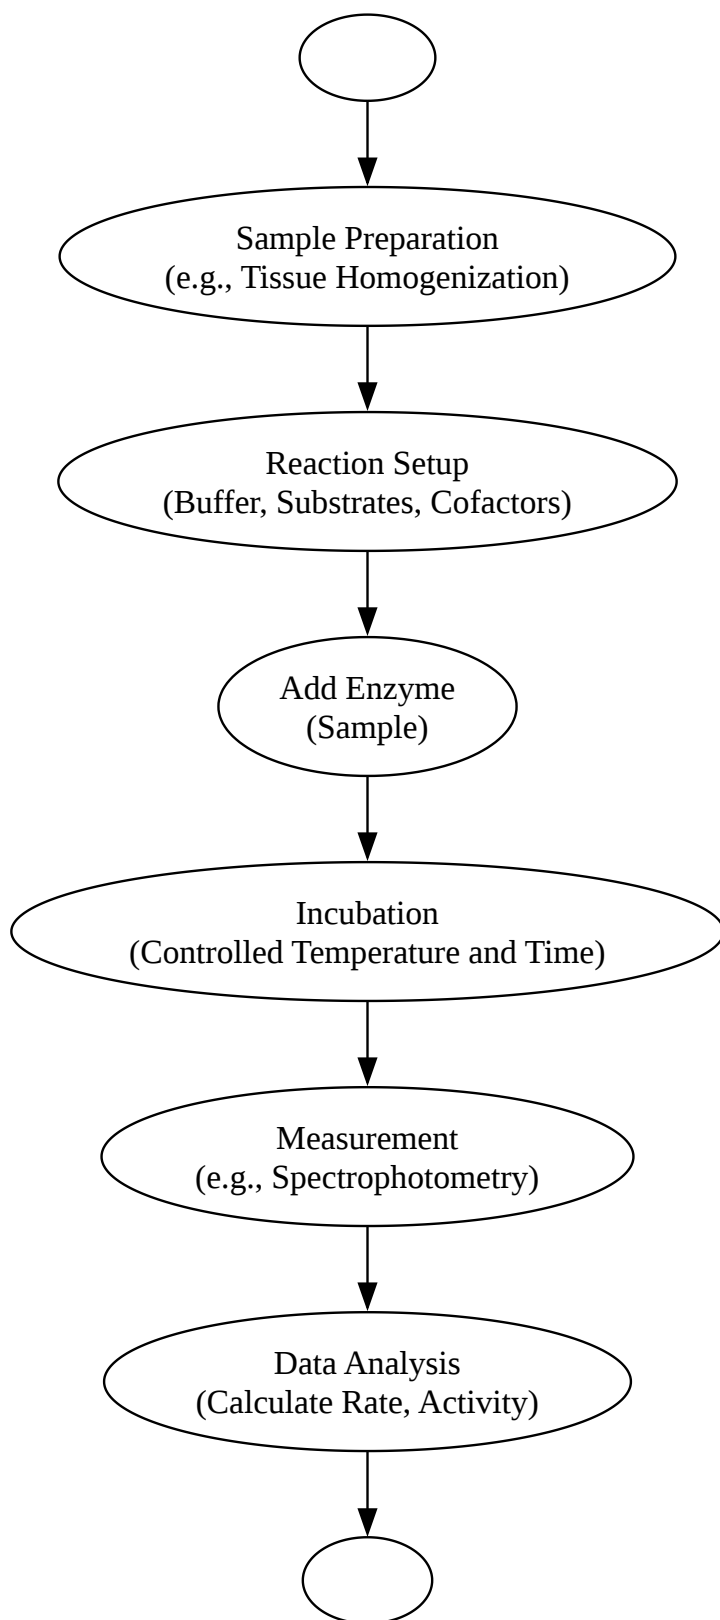 Sample Preparation
(e.g., Tissue Homogenization)
Reaction Setup
(Buffer, Substrates, Cofactors)
Add Enzyme
(Sample)
Incubation
(Controlled Temperature and Time)
Measurement
(e.g., Spectrophotometry)
Data Analysis
(Calculate Rate, Activity)